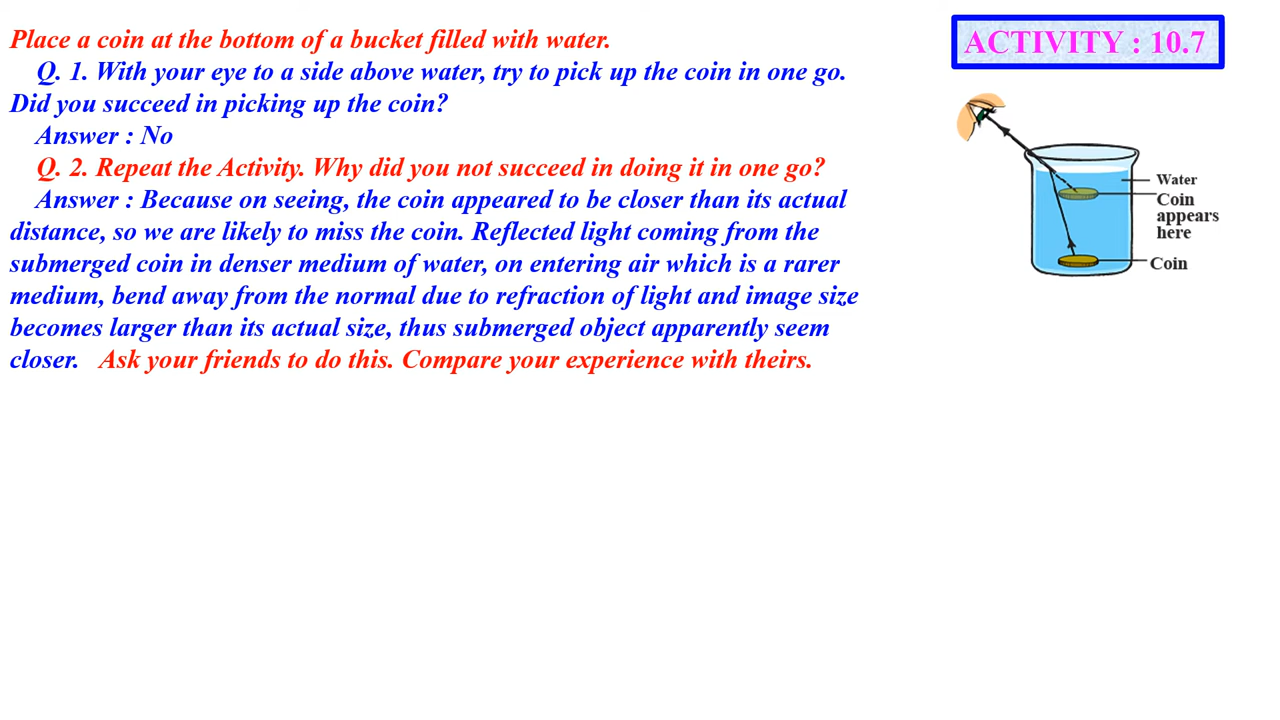 Place a coin at the bottom of a bucket filled with water.
Q. 1. With your eye to a side above water, try to pick up the coin in one go.
Did you succeed in picking up the coin?
Answer : No
Q. 2. Repeat the Activity. Why did you not succeed in doing it in one go?
Answer : Because on seeing, the coin appeared to be closer than its actual
distance, so we are likely to miss the coin. Reflected light coming from the
submerged coin in denser medium of water, on entering air which is a rarer
medium, bend away from the normal due to refraction of light and image size
becomes larger than its actual size, thus submerged object apparently seem
closer. Ask your friends to do this. Compare your experience with theirs.
ACTIVITY : 10.7
Water
Coin
appears
here
Coin